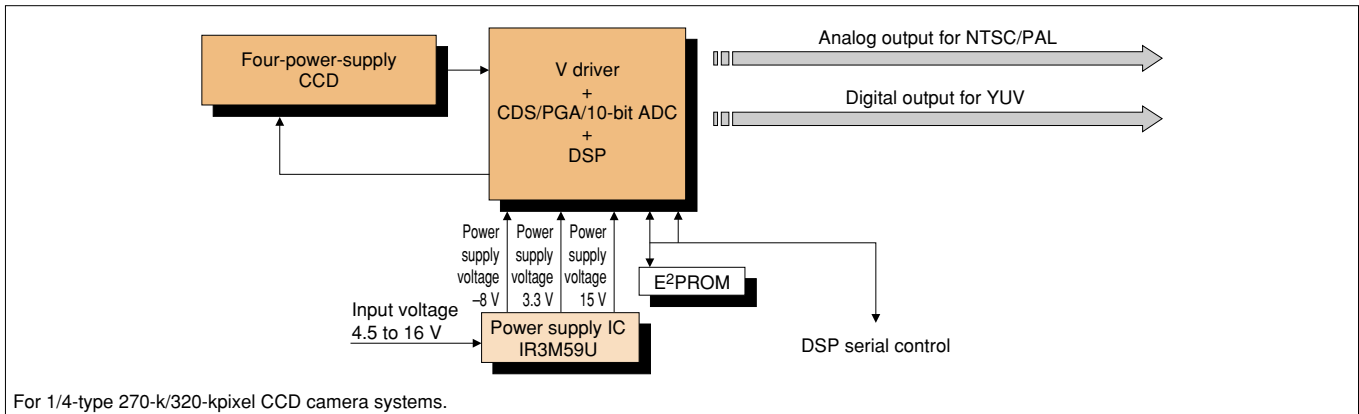 Four-power-supply
CCD
V driver
+
CDS/PGA/10-bit ADC
+
DSP
Analog output for NTSC/PAL
Digital output for YUV
Power
supply
voltage
–8 V
Power
supply
voltage
3.3 V
Power
supply
voltage
15 V
E²PROM
Input voltage
4.5 to 16 V
Power supply IC
IR3M59U
DSP serial control
For 1/4-type 270-k/320-kpixel CCD camera systems.